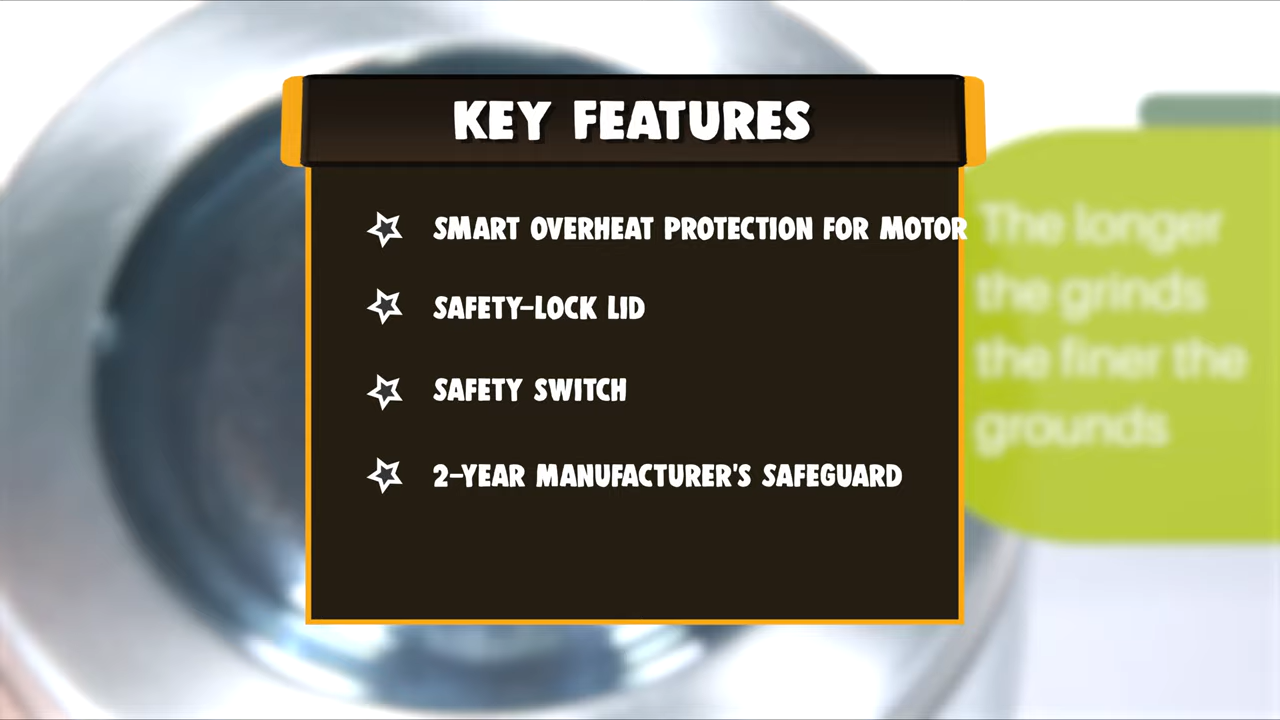 KEY FEATURES
SMART OVERHEAT PROTECTION FOR MOTOR
SAFETY-LOCK LID
SAFETY SWITCH
2-YEAR MANUFACTURER'S SAFEGUARD
The longer
the grinds
the finer the
grounds